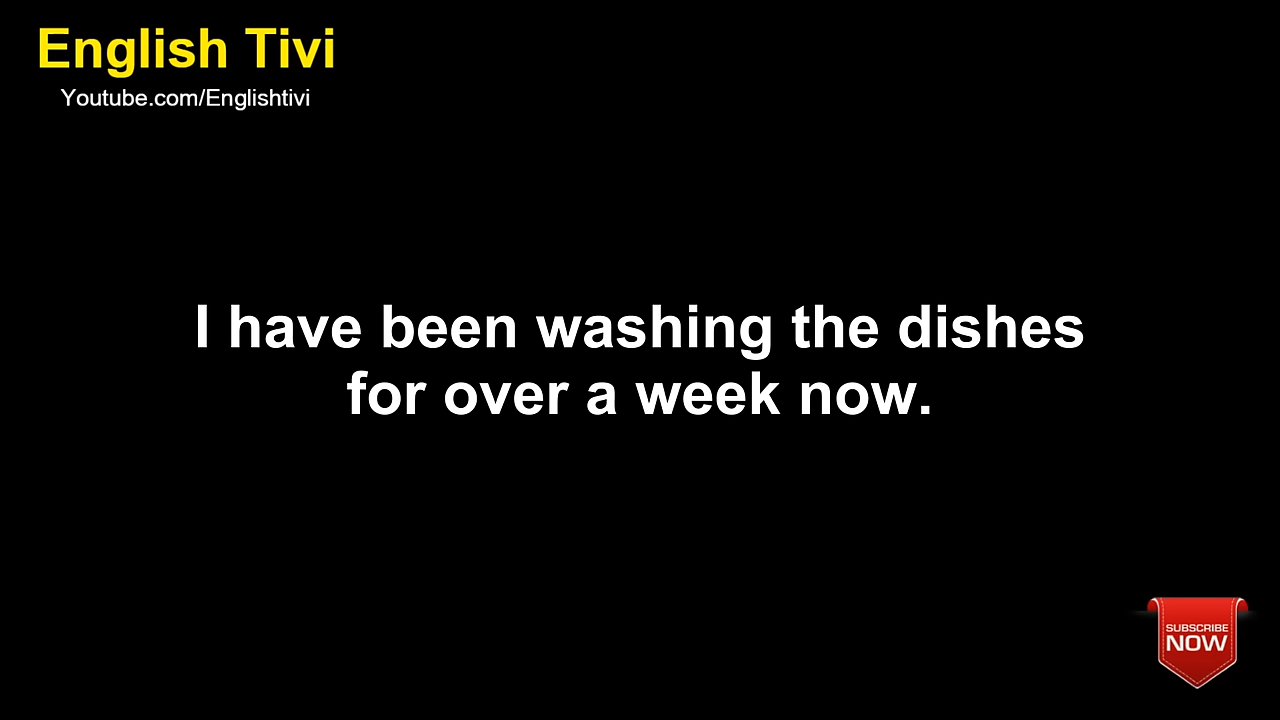 English Tivi
Youtube.com/Englishtivi
I have been washing the dishes
for over a week now.
SUBSCRIBE
NOW